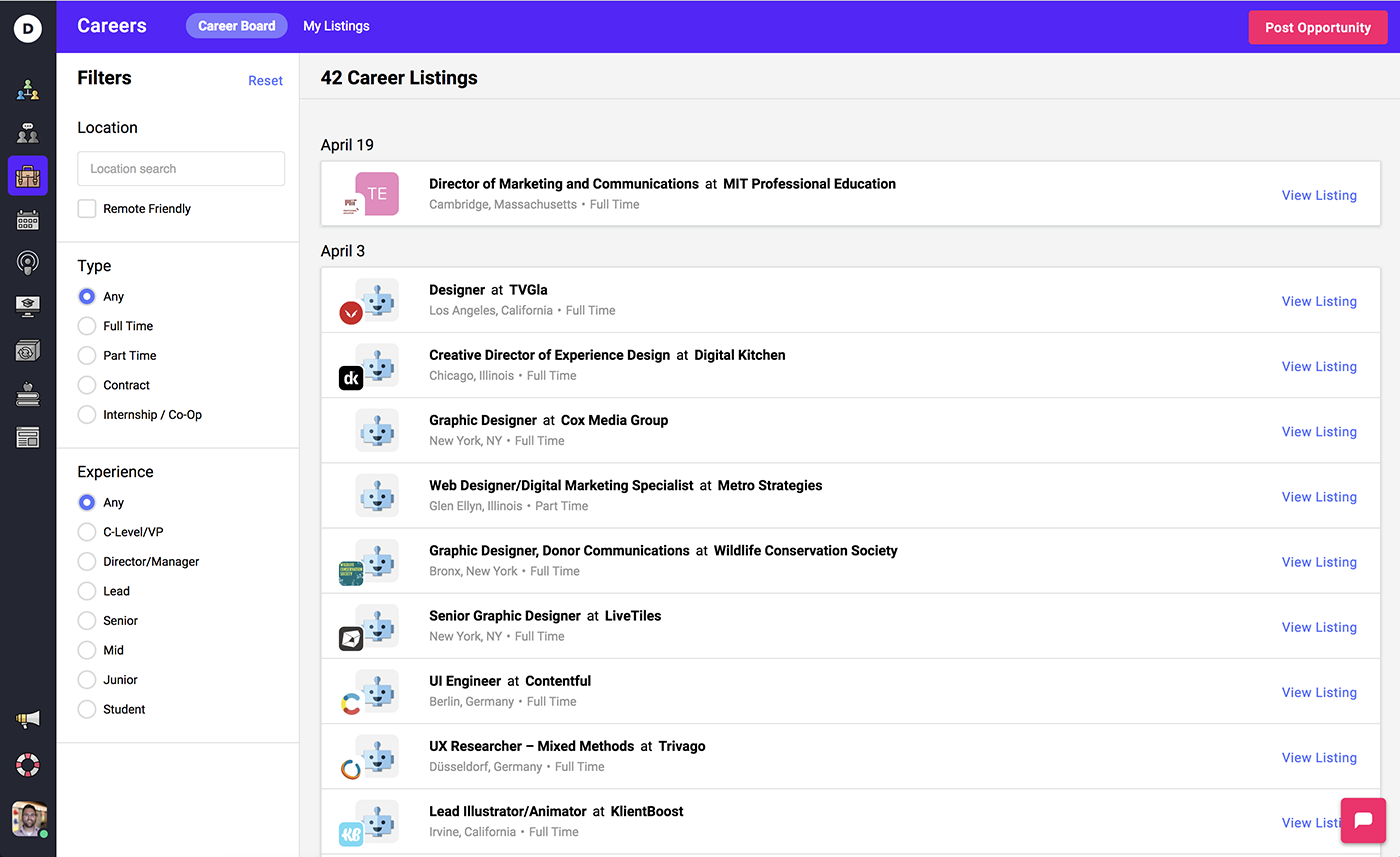 D
Careers
Career Board
My Listings
Post Opportunity
Filters
Reset
Location
Location search
Remote Friendly
Type
Any
Full Time
Part Time
Contract
Internship / Co-Op
Experience
Any
C-Level/VP
Director/Manager
Lead
Senior
Mid
Junior
Student
42 Career Listings
April 19
TE
Director of Marketing and Communications at MIT Professional Education
Cambridge, Massachusetts • Full Time
View Listing
April 3
Designer at TVGla
Los Angeles, California • Full Time
View Listing
dk
Creative Director of Experience Design at Digital Kitchen
Chicago, Illinois • Full Time
View Listing
Graphic Designer at Cox Media Group
New York, NY • Full Time
View Listing
Web Designer/Digital Marketing Specialist at Metro Strategies
Glen Ellyn, Illinois • Part Time
View Listing
WILDLIFE
CONSERVATION
SOCIETY
Graphic Designer, Donor Communications at Wildlife Conservation Society
Bronx, New York • Full Time
View Listing
Senior Graphic Designer at LiveTiles
New York, NY • Full Time
View Listing
UI Engineer at Contentful
Berlin, Germany • Full Time
View Listing
UX Researcher – Mixed Methods at Trivago
Düsseldorf, Germany • Full Time
View Listing
KB
Lead Illustrator/Animator at KlientBoost
Irvine, California • Full Time
View Listi